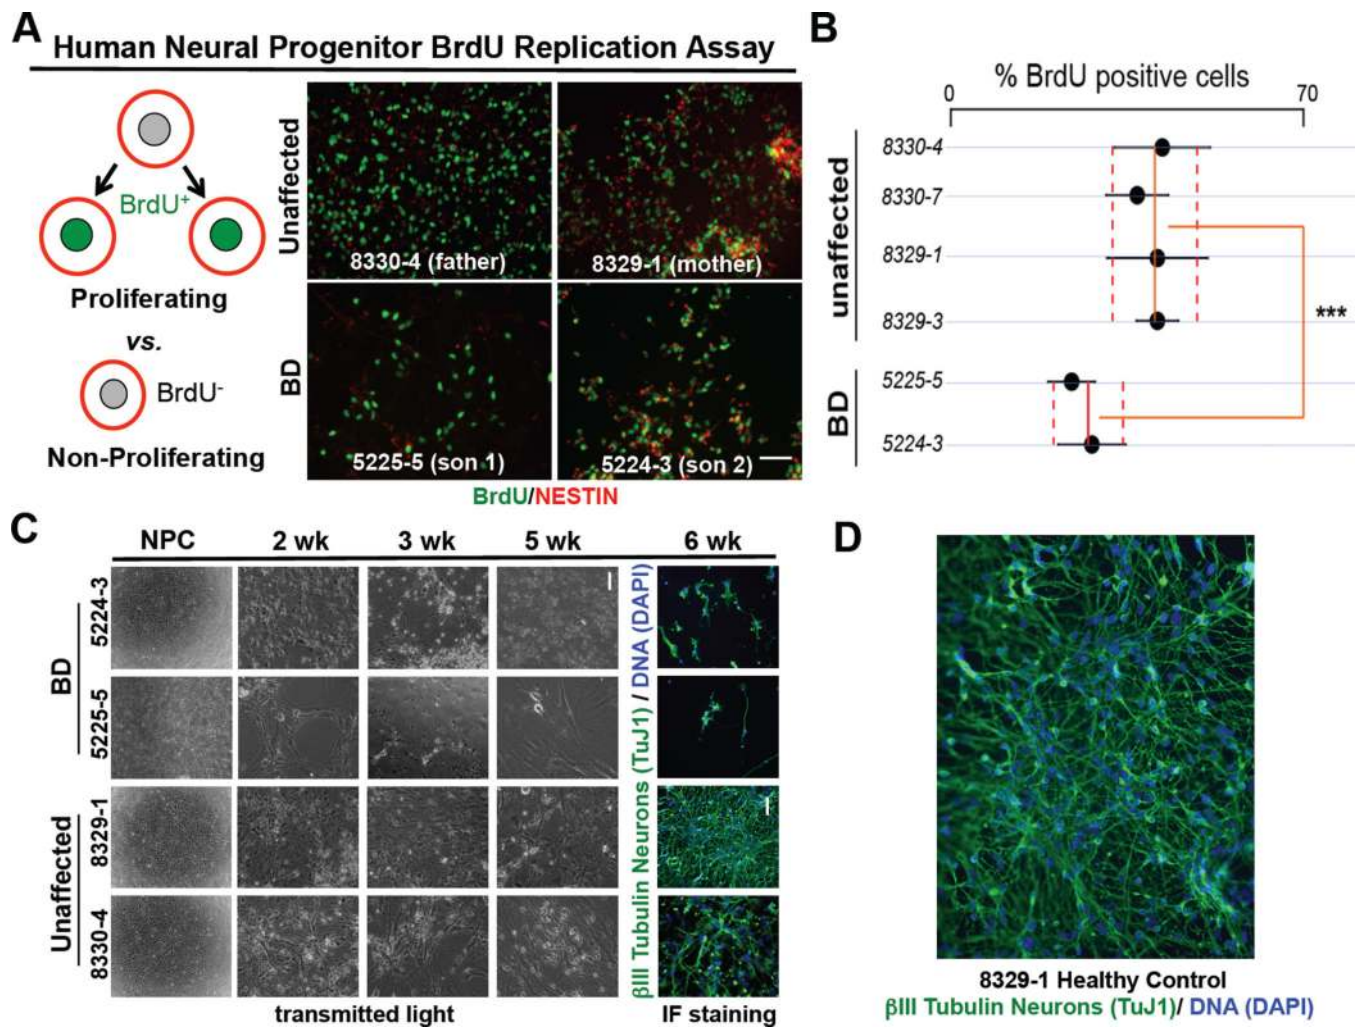 A
Human Neural Progenitor BrdU Replication Assay
BrdU+
Proliferating
vs.
BrdU-
Non-Proliferating
Unaffected
8330-4 (father)
8329-1 (mother)
BD
5225-5 (son 1)
5224-3 (son 2)
BrdU/NESTIN
B
% BrdU positive cells
0
70
unaffected
8330-4
8330-7
8329-1
8329-3
BD
5225-5
5224-3
***
C
NPC
2 wk
3 wk
5 wk
6 wk
BD
5224-3
5225-5
Unaffected
8329-1
8330-4
βIII Tubulin Neurons (TuJ1) / DNA (DAPI)
transmitted light
IF staining
D
8329-1 Healthy Control
βIII Tubulin Neurons (TuJ1)/ DNA (DAPI)